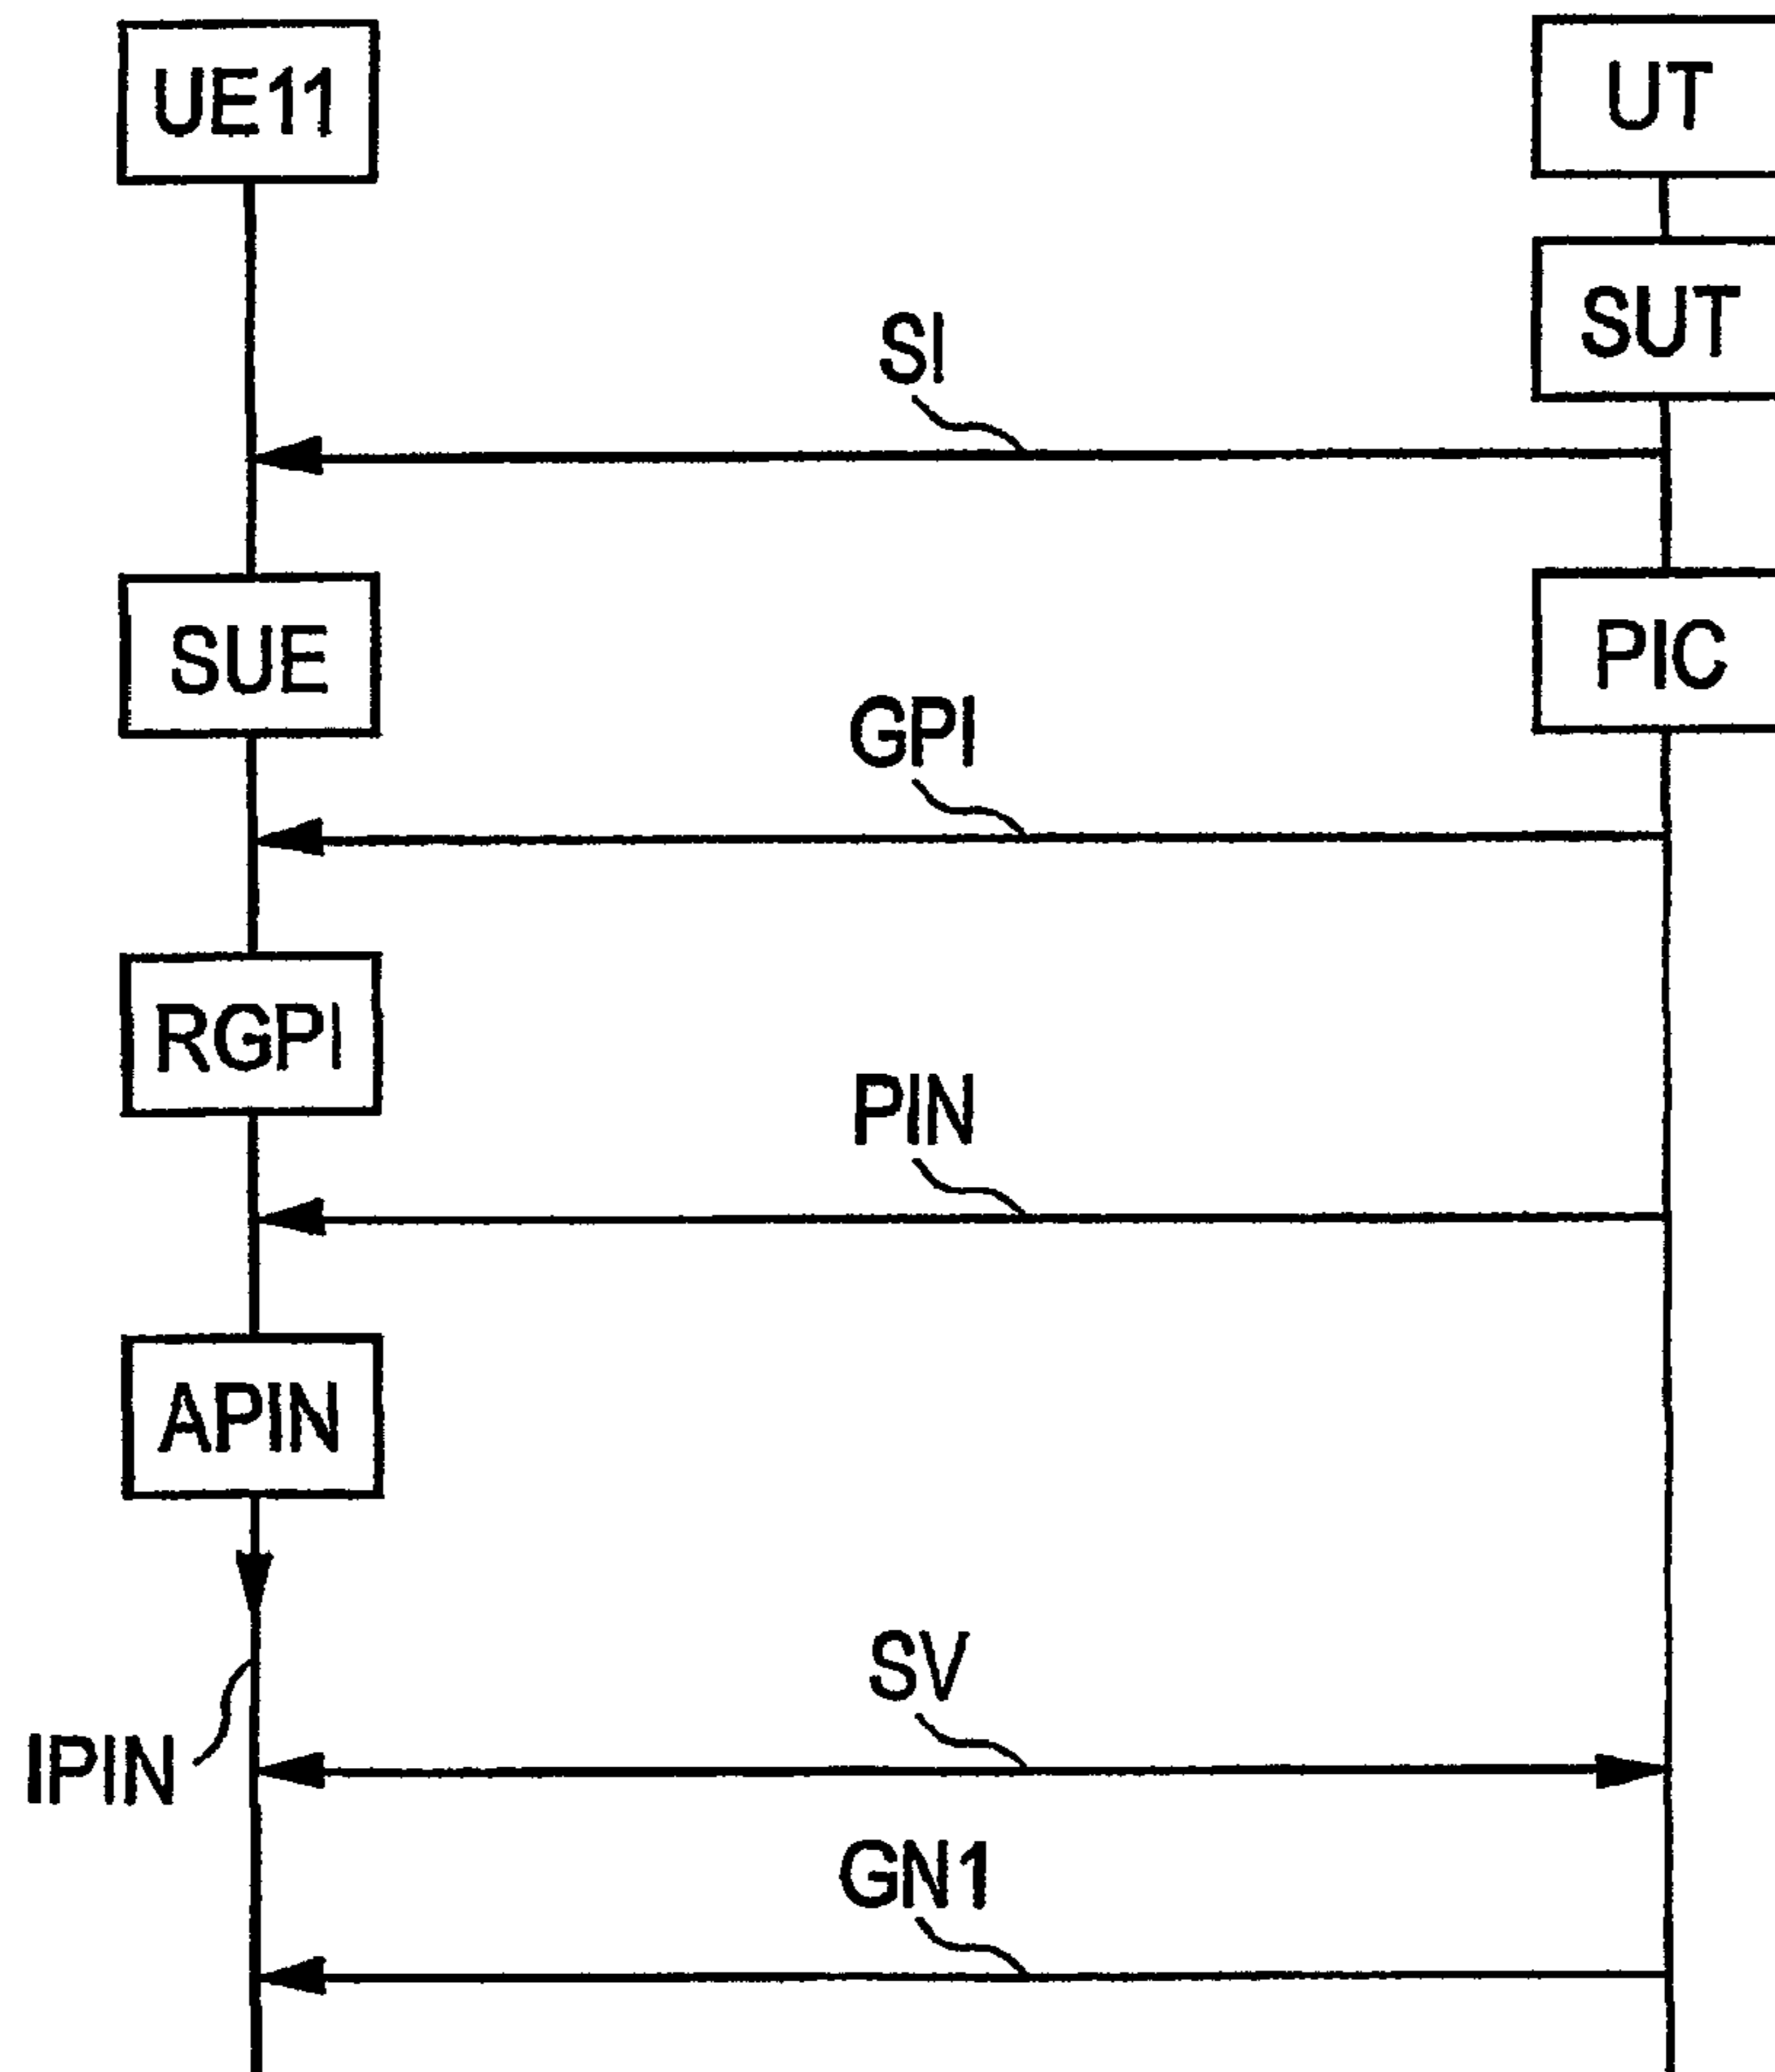 UE11
UT
SUT
SI
SUE
PIC
GPI
RGPI
PIN
APIN
SV
IPIN
GN1